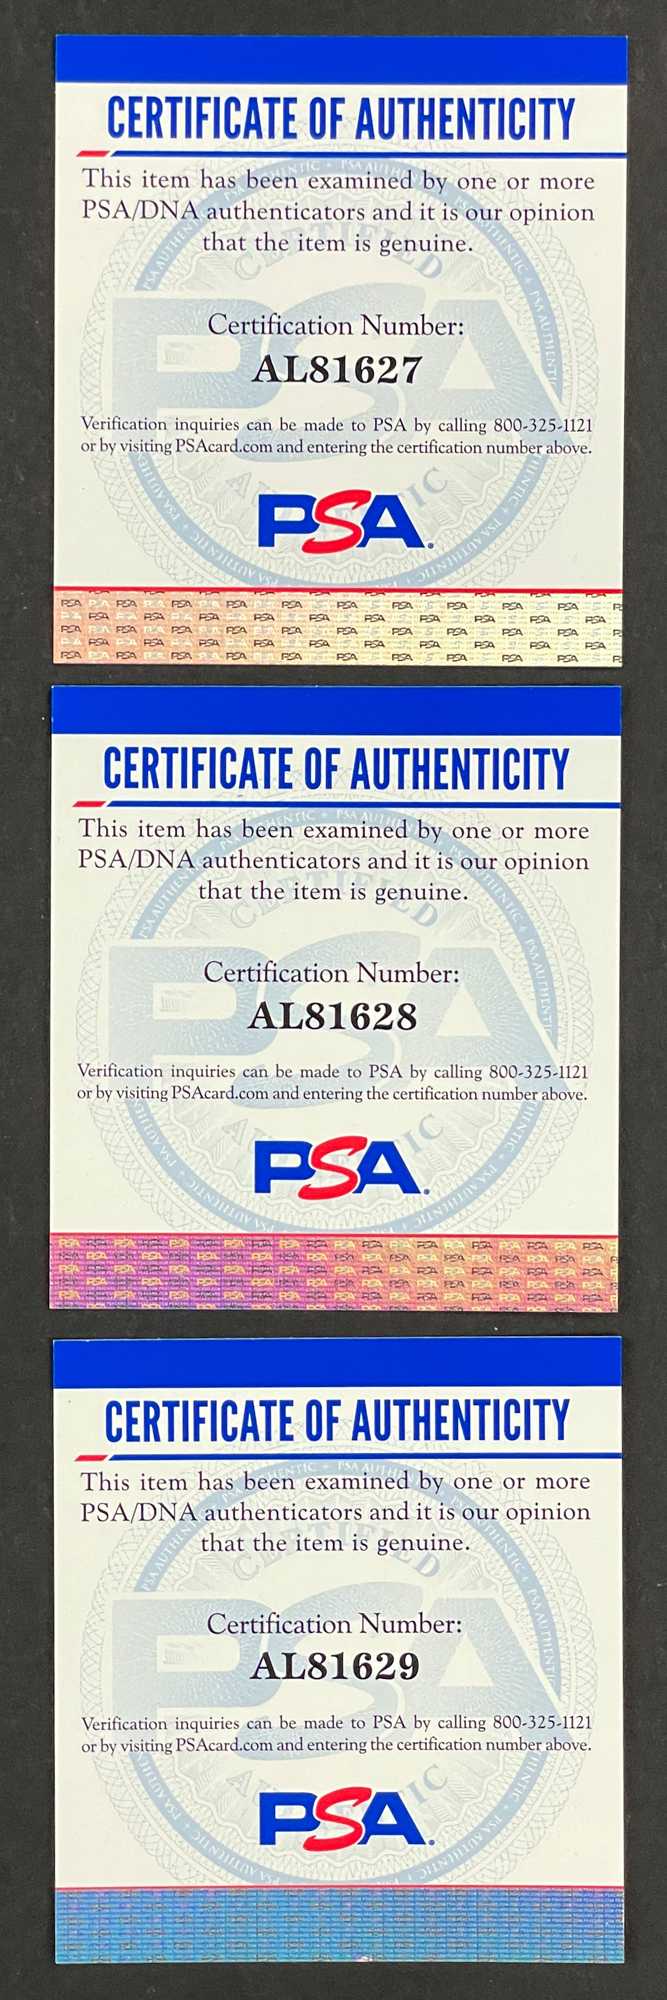 CERTIFICATE OF AUTHENTICITY
This item has been examined by one or more
PSA/DNA authenticators and it is our opinion
that the item is genuine.
Certification Number:
AL81627
Verification inquiries can be made to PSA by calling 800-325-1121
or by visiting PSAcard.com and entering the certification number above.
PSA
CERTIFICATE OF AUTHENTICITY
This item has been examined by one or more
PSA/DNA authenticators and it is our opinion
that the item is genuine.
Certification Number:
AL81628
Verification inquiries can be made to PSA by calling 800-325-1121
or by visiting PSAcard.com and entering the certification number above.
PSA
CERTIFICATE OF AUTHENTICITY
This item has been examined by one or more
PSA/DNA authenticators and it is our opinion
that the item is genuine.
Certification Number:
AL81629
Verification inquiries can be made to PSA by calling 800-325-1121
or by visiting PSAcard.com and entering the certification number above.
PSA